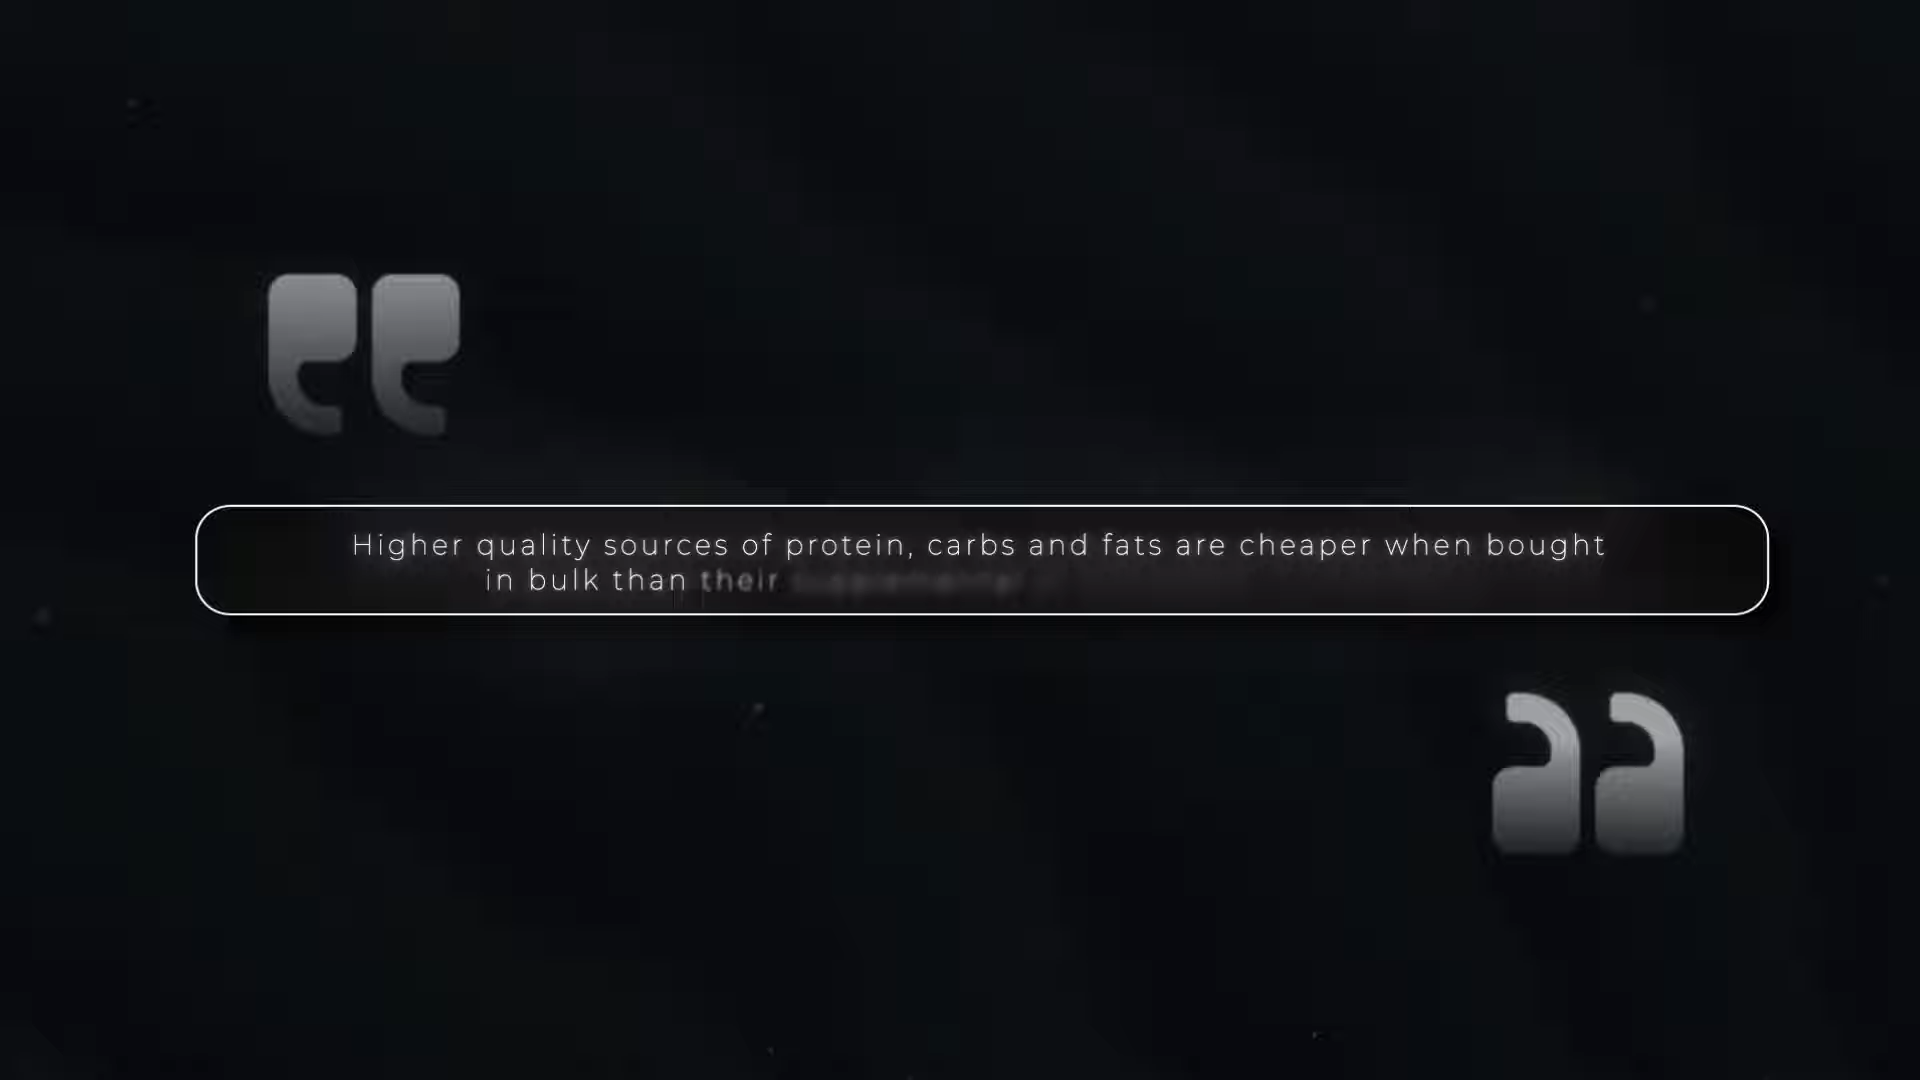 Higher quality sources of protein, carbs and fats are cheaper when bought
in bulk than their